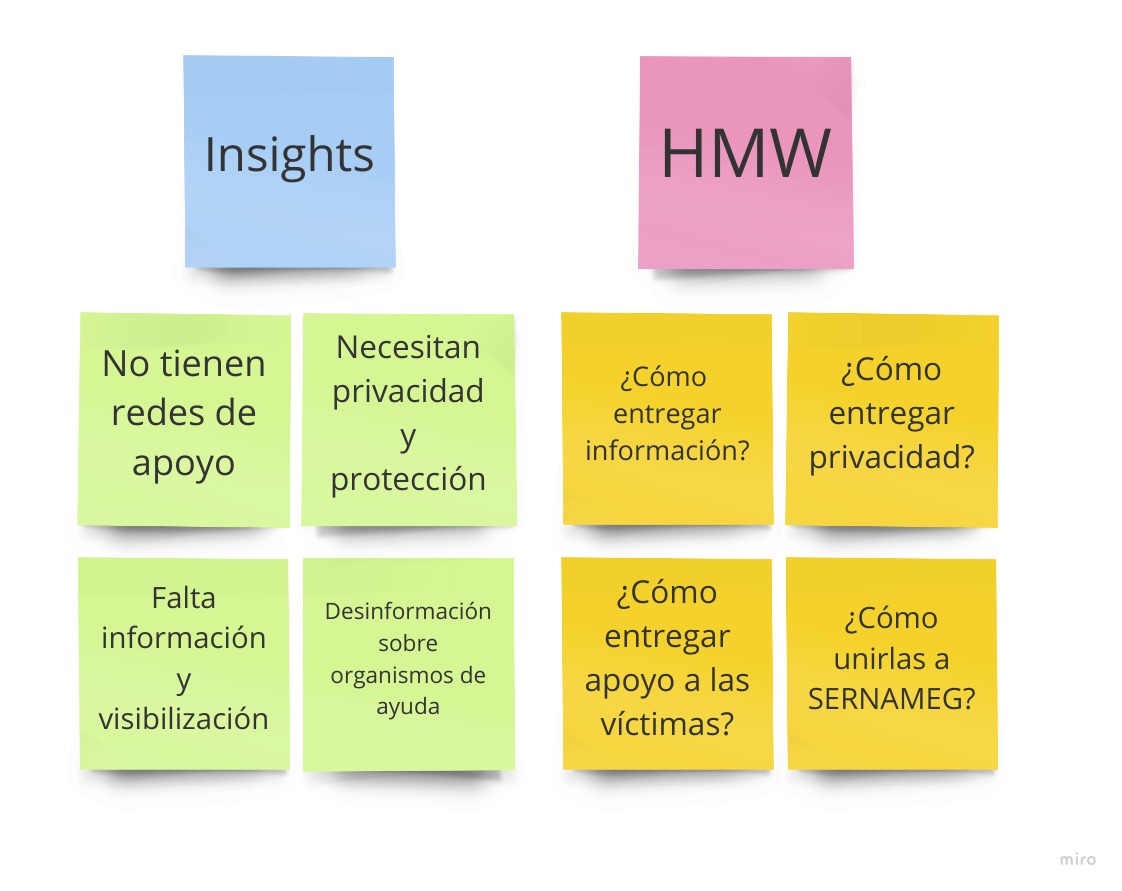 Insights
HMW
No tienen
redes de
apoyo
Necesitan
privacidad
y
protección
¿Cómo
entregar
información?
¿Cómo
entregar
privacidad?
Falta
información
y
visibilización
Desinformación
sobre
organismos de
ayuda
¿Cómo
entregar
apoyo a las
víctimas?
¿Cómo
unirlas a
SERNAMEG?
miro